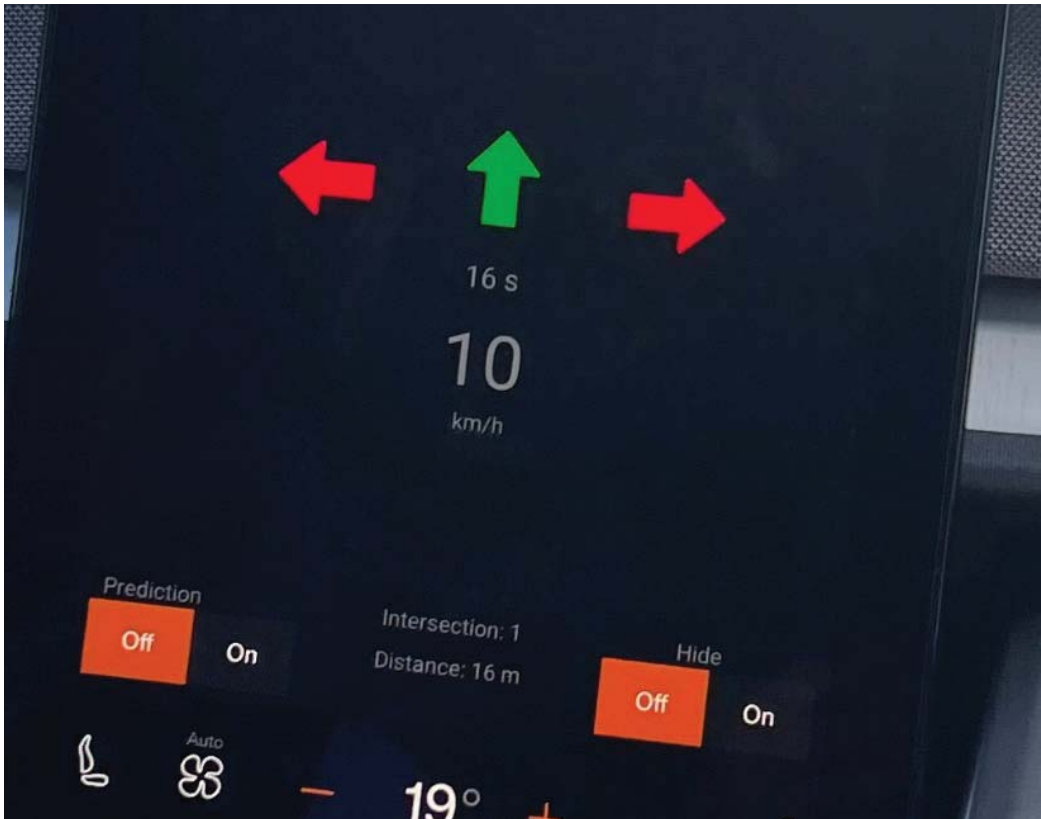 16 s
10
km/h
Prediction
Off On
Intersection: 1
Distance: 16 m
Hide
Off On
Auto
19°